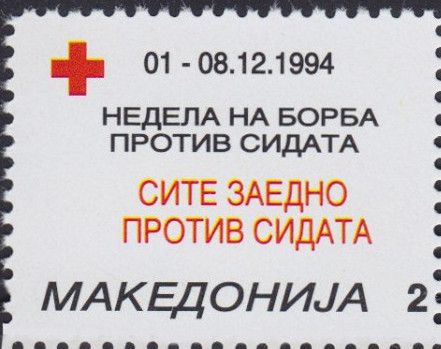 01 - 08.12.1994
НЕДЕЛА НА БОРБА
ПРОТИВ СИДАТА
СИТЕ ЗАЕДНО
ПРОТИВ СИДАТА
МАКЕДОНИЈА 2